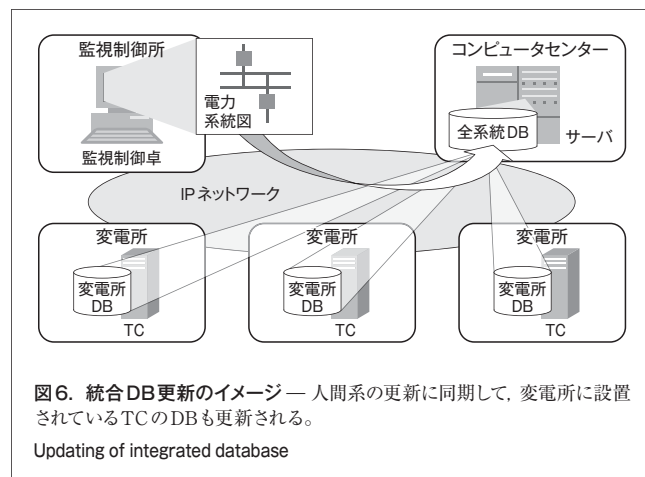 監視制御所
電力
系統図
監視制御卓
コンピュータセンター
全系統DB
サーバ
IPネットワーク
変電所
変電所
DB
TC
変電所
変電所
DB
TC
変電所
変電所
DB
TC
図6. 統合DB更新のイメージ — 人間系の更新に同期して,変電所に設置
されているTCのDBも更新される。
Updating of integrated database